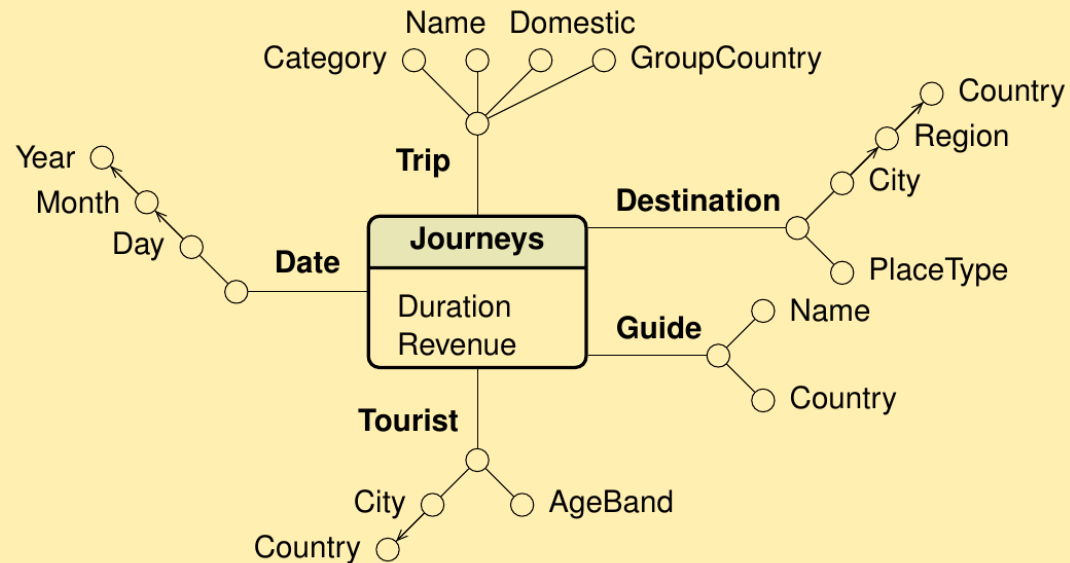 Name Domestic
Category GroupCountry
Country
Region
Year
Trip
City
Month
Destination
Journeys
Day
Date
PlaceType
Duration
Name
Guide
Revenue
Country
Tourist
City AgeBand
Country